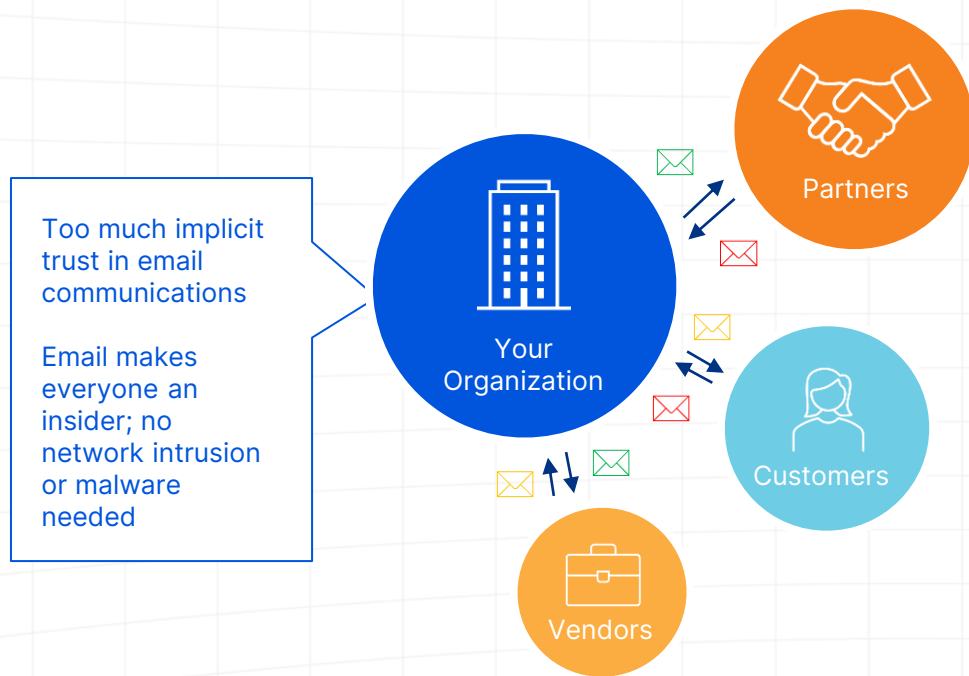 Too much implicit
trust in email
communications
Email makes
everyone an
insider; no
network intrusion
or malware
needed
Your
Organization
Partners
Customers
Vendors